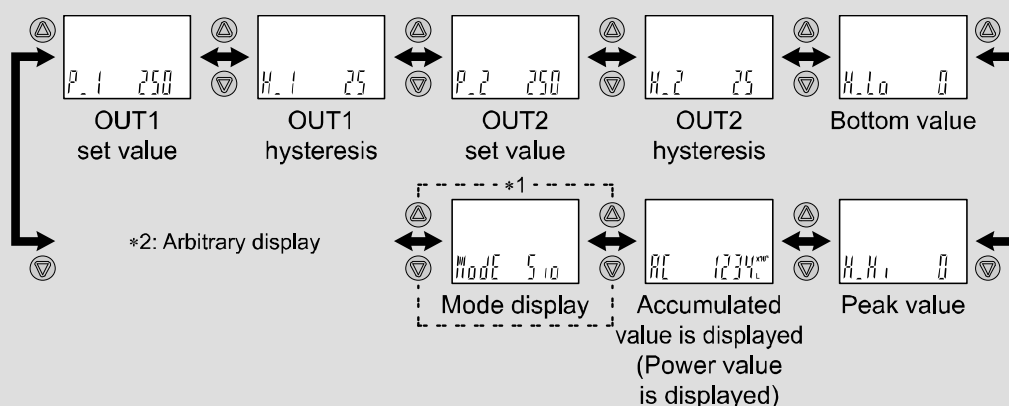 P_1 250
H_1 25
P_2 250
H_2 25
H_Lo 0
OUT1
set value
OUT1
hysteresis
OUT2
set value
OUT2
hysteresis
Bottom value
*1
*2: Arbitrary display
ModE Sio
AC 1234 L
H_Hi 0
Mode display
Accumulated
value is displayed
(Power value
is displayed)
Peak value